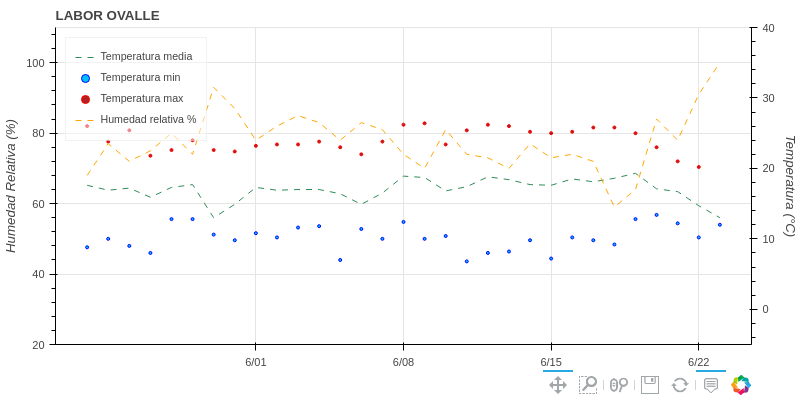 LABOR OVALLE
Temperatura media
Temperatura min
Temperatura max
Humedad relativa %
Humedad Relativa (%)
100
80
60
40
20
40
30
20
10
0
Temperatura (°C)
6/01
6/08
6/15
6/22